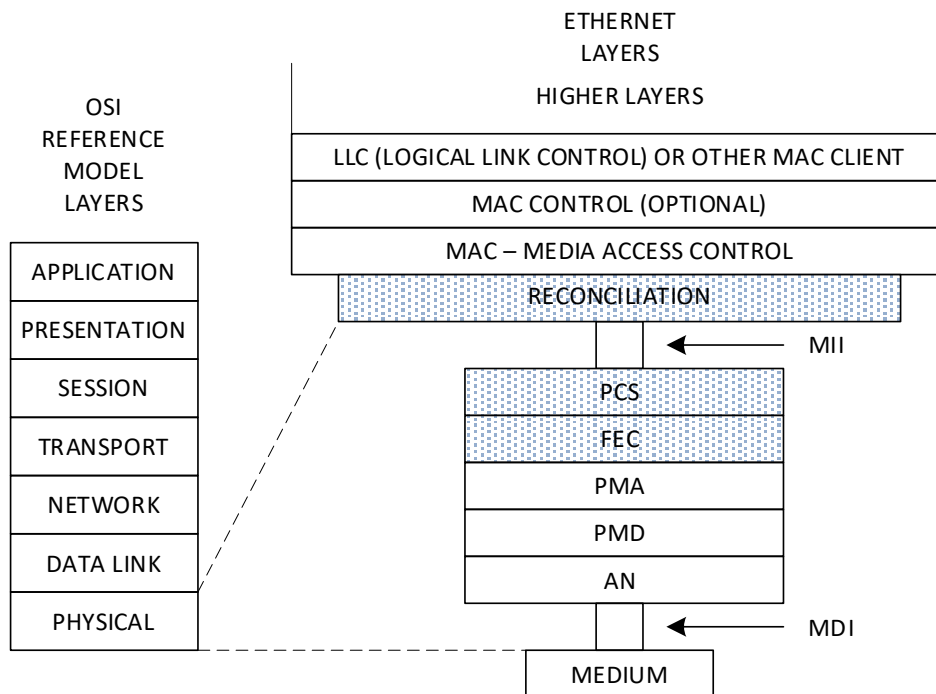 ETHERNET
LAYERS
HIGHER LAYERS
OSI
REFERENCE
MODEL
LAYERS
LLC (LOGICAL LINK CONTROL) OR OTHER MAC CLIENT
MAC CONTROL (OPTIONAL)
MAC – MEDIA ACCESS CONTROL
RECONCILIATION
MII
PCS
FEC
PMA
PMD
AN
MDI
MEDIUM
APPLICATION
PRESENTATION
SESSION
TRANSPORT
NETWORK
DATA LINK
PHYSICAL